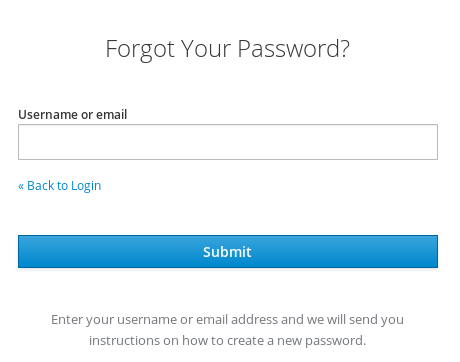 Forgot Your Password?
Username or email
« Back to Login
Submit
Enter your username or email address and we will send you
instructions on how to create a new password.